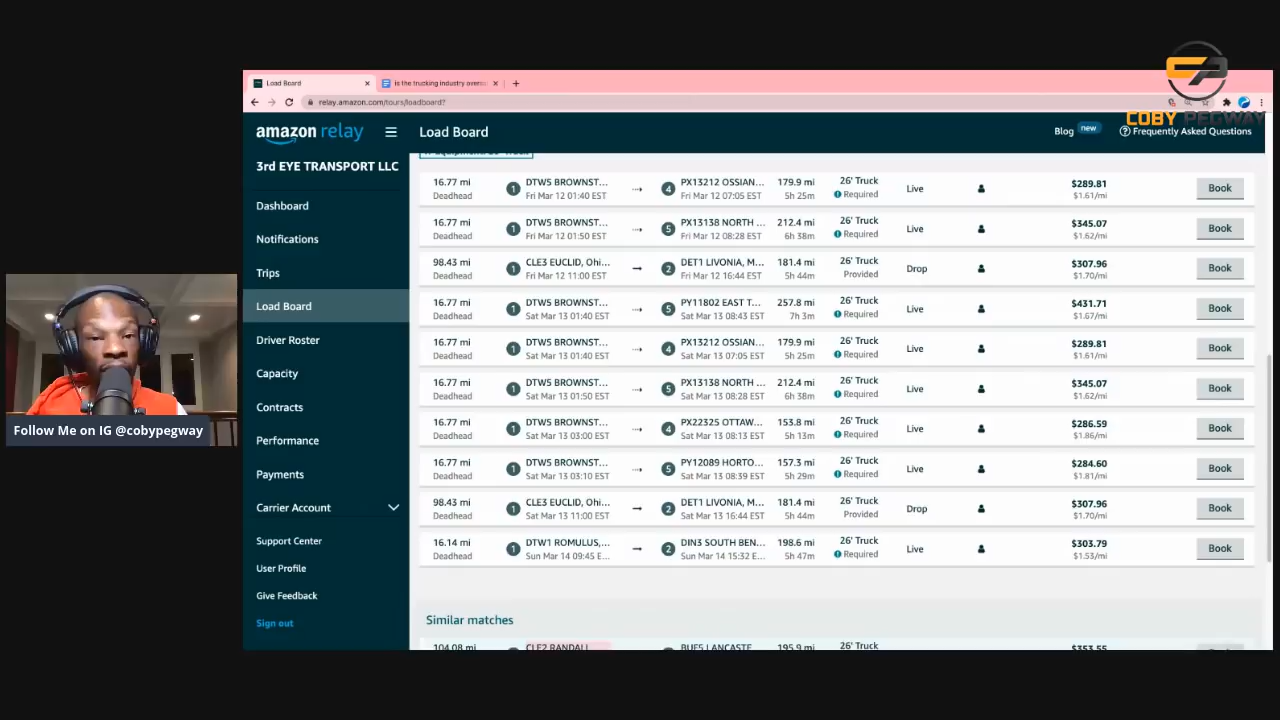 COBY PEGWAY
Load Board
is the trucking industry overs
relay.amazon.com/tours/loadboard?
amazon relay
Load Board
Blog new
Frequently Asked Questions
3rd EYE TRANSPORT LLC
Dashboard
Notifications
Trips
Load Board
Driver Roster
Capacity
Contracts
Performance
Payments
Carrier Account
Support Center
User Profile
Give Feedback
Sign out
16.77 mi 1 DTW5 BROWNST... 4 PX13212 OSSIAN... 179.9 mi 26' Truck Live $289.81 Book
Deadhead Fri Mar 12 01:40 EST Fri Mar 12 07:05 EST 5h 25m Required $1.61/mi
16.77 mi 1 DTW5 BROWNST... 5 PX13138 NORTH ... 212.4 mi 26' Truck Live $345.07 Book
Deadhead Fri Mar 12 01:50 EST Fri Mar 12 08:28 EST 6h 38m Required $1.62/mi
98.43 mi 1 CLE3 EUCLID, Ohi... 2 DET1 LIVONIA, M... 181.4 mi 26' Truck Drop $307.96 Book
Deadhead Fri Mar 12 11:00 EST Fri Mar 12 16:44 EST 5h 44m Provided $1.70/mi
16.77 mi 1 DTW5 BROWNST... 5 PY11802 EAST T... 257.8 mi 26' Truck Live $431.71 Book
Deadhead Sat Mar 13 01:40 EST Sat Mar 13 08:43 EST 7h 3m Required $1.67/mi
16.77 mi 1 DTW5 BROWNST... 4 PX13212 OSSIAN... 179.9 mi 26' Truck Live $289.81 Book
Deadhead Sat Mar 13 01:40 EST Sat Mar 13 07:05 EST 5h 25m Required $1.61/mi
16.77 mi 1 DTW5 BROWNST... 5 PX13138 NORTH ... 212.4 mi 26' Truck Live $345.07 Book
Deadhead Sat Mar 13 01:50 EST Sat Mar 13 08:28 EST 6h 38m Required $1.62/mi
16.77 mi 1 DTW5 BROWNST... 4 PX22325 OTTAW... 153.8 mi 26' Truck Live $286.59 Book
Deadhead Sat Mar 13 03:00 EST Sat Mar 13 08:13 EST 5h 13m Required $1.86/mi
16.77 mi 1 DTW5 BROWNST... 5 PY12089 HORTO... 157.3 mi 26' Truck Live $284.60 Book
Deadhead Sat Mar 13 03:10 EST Sat Mar 13 08:39 EST 5h 29m Required $1.81/mi
98.43 mi 1 CLE3 EUCLID, Ohi... 2 DET1 LIVONIA, M... 181.4 mi 26' Truck Drop $307.96 Book
Deadhead Sat Mar 13 11:00 EST Sat Mar 13 16:44 EST 5h 44m Provided $1.70/mi
16.14 mi 1 DTW1 ROMULUS,... 2 DIN3 SOUTH BEN... 198.6 mi 26' Truck Live $303.79 Book
Deadhead Sun Mar 14 09:45 E... Sun Mar 14 15:32 E... 5h 47m Required $1.53/mi
Similar matches
104.08 mi CLE2 RANDALL BUF5 LANCASTE 195.9 mi 26' Truck $353.55
Follow Me on IG @cobypegway